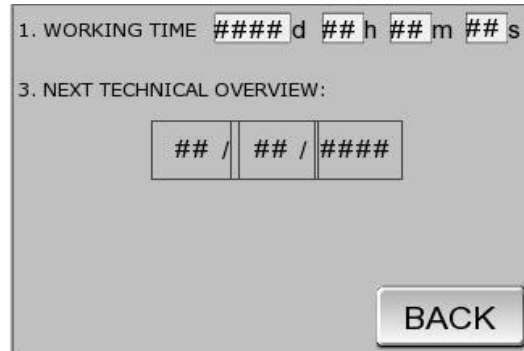 1. WORKING TIME #### d ## h ## m ## s
3. NEXT TECHNICAL OVERVIEW:
## / ## / ####
BACK